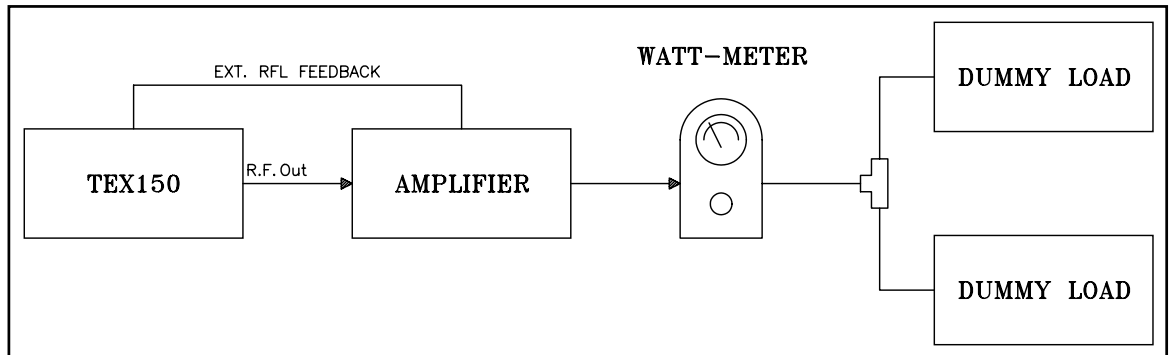 EXT. RFL FEEDBACK
WATT-METER
DUMMY LOAD
TEX150
R.F.Out
AMPLIFIER
DUMMY LOAD